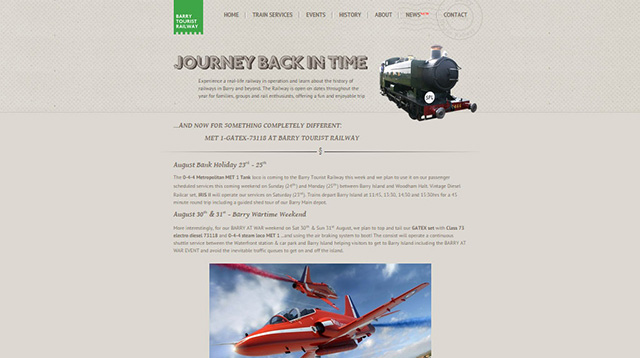 BARRY
TOURIST
RAILWAY
HOME TRAIN SERVICES EVENTS HISTORY ABOUT NEWS CONTACT
JOURNEY BACK IN TIME
Experience a real-life railway in operation and learn about the history of
railways in Barry and beyond. The Railway is open on dates throughout the
year for families, groups and rail enthusiasts, offering a fun and enjoyable trip
...AND NOW FOR SOMETHING COMPLETELY DIFFERENT:
MET 1-GATEX-73118 AT BARRY TOURIST RAILWAY
August Bank Holiday 23rd - 25th
The 0-4-4 Metropolitan MET 1 Tank loco is coming to the Barry Tourist Railway this week and we plan to use it on our passenger
scheduled services this coming weekend on Sunday (24th) and Monday (25th) between Barry Island and Woodham Halt. Vintage Diesel
Railcar set, IRIS II will operate our services on Saturday (23rd). Trains depart Barry Island at 11:45, 13:30, 14:30 and 15:30hrs for a 45
minute round trip including a guided shed tour of our Barry Main depot.
August 30th & 31st - Barry Wartime Weekend
More interestingly, for our BARRY AT WAR weekend on Sat 30th & Sun 31st August, we plan to top and tail our GATEX set with Class 73
electro diesel 73118 and 0-4-4 steam loco MET 1 ...and using the air braking system to boot! The consist will operate a continuous
shuttle service between the Waterfront station & car park and Barry Island helping visitors to get to Barry Island including the BARRY AT
WAR EVENT and avoid the inevitable traffic queues to get on and off the island.